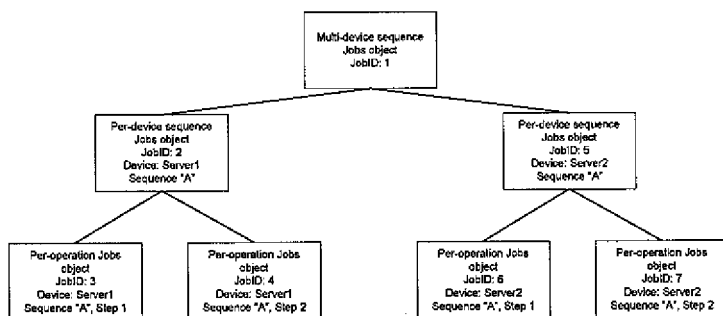 Multi-device sequence
Jobs object
JobID: 1
Per-device sequence
Jobs object
JobID: 2
Device: Server1
Sequence "A"
Per-device sequence
Jobs object
JobID: 5
Device: Server2
Sequence "A"
Per-operation Jobs
object
JobID: 3
Device: Server1
Sequence "A", Step 1
Per-operation Jobs
object
JobID: 4
Device: Server1
Sequence "A", Step 2
Per-operation Jobs
object
JobID: 6
Device: Server2
Sequence "A", Step 1
Per-operation Jobs
object
JobID: 7
Device: Server2
Sequence "A", Step 2